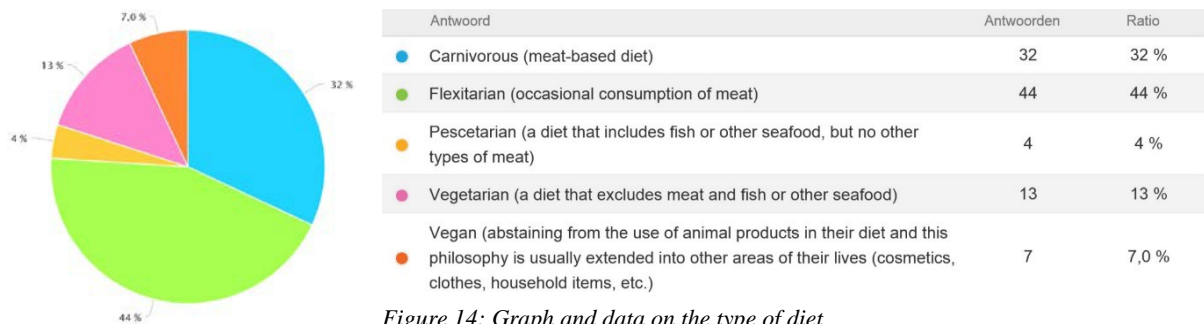 7,0 %
13 %
32 %
4 %
44 %
Antwoord Antwoorden Ratio
Carnivorous (meat-based diet) 32 32 %
Flexitarian (occasional consumption of meat) 44 44 %
Pescetarian (a diet that includes fish or other seafood, but no other
types of meat) 4 4 %
Vegetarian (a diet that excludes meat and fish or other seafood) 13 13 %
Vegan (abstaining from the use of animal products in their diet and this
philosophy is usually extended into other areas of their lives (cosmetics, 7 7,0 %
clothes, household items, etc.)
Figure 14: Graph and data on the type of diet